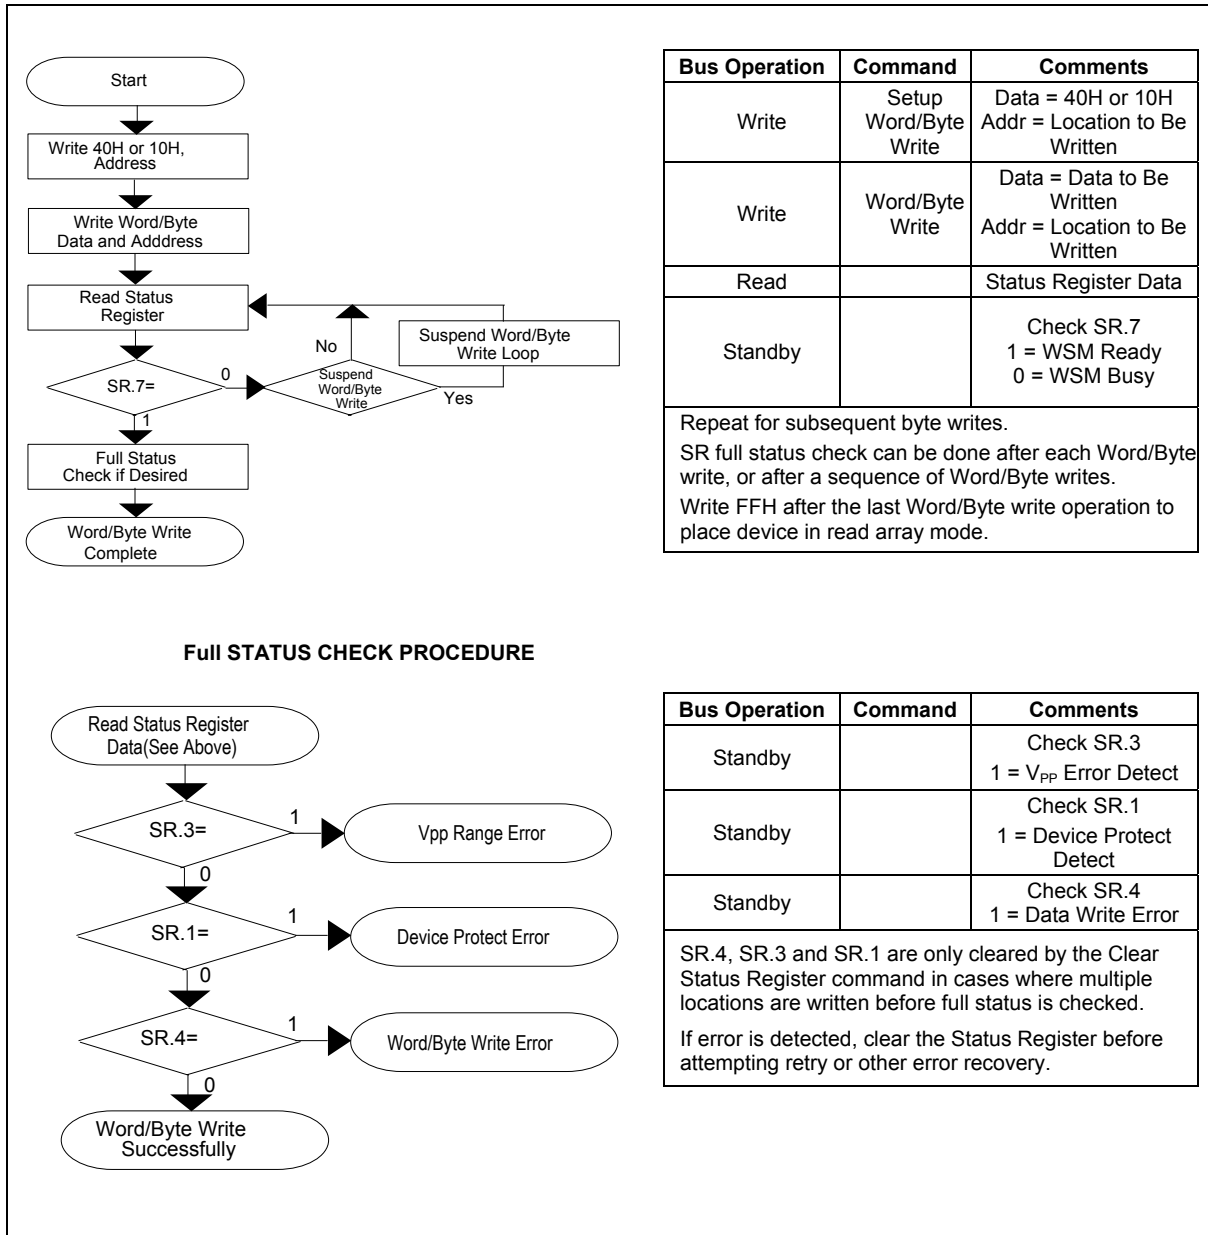 Start
Write 40H or 10H,
Address
Write Word/Byte
Data and Adddress
Read Status
Register
SR.7=
0
1
Suspend
Word/Byte
Write
No
Yes
Suspend Word/Byte
Write Loop
Full Status
Check if Desired
Word/Byte Write
Complete
Bus Operation Command Comments
Write
Setup
Word/Byte
Write
Data = 40H or 10H
Addr = Location to Be
Written
Write
Word/Byte
Write
Data = Data to Be
Written
Addr = Location to Be
Written
Read
Status Register Data
Standby
Check SR.7
1 = WSM Ready
0 = WSM Busy
Repeat for subsequent byte writes.
SR full status check can be done after each Word/Byte
write, or after a sequence of Word/Byte writes.
Write FFH after the last Word/Byte write operation to
place device in read array mode.
Full STATUS CHECK PROCEDURE
Read Status Register
Data(See Above)
SR.3=
1
Vpp Range Error
0
SR.1=
1
Device Protect Error
0
SR.4=
1
Word/Byte Write Error
0
Word/Byte Write
Successfully
Bus Operation Command Comments
Standby
Check SR.3
1 = VPP Error Detect
Standby
Check SR.1
1 = Device Protect
Detect
Standby
Check SR.4
1 = Data Write Error
SR.4, SR.3 and SR.1 are only cleared by the Clear
Status Register command in cases where multiple
locations are written before full status is checked.
If error is detected, clear the Status Register before
attempting retry or other error recovery.